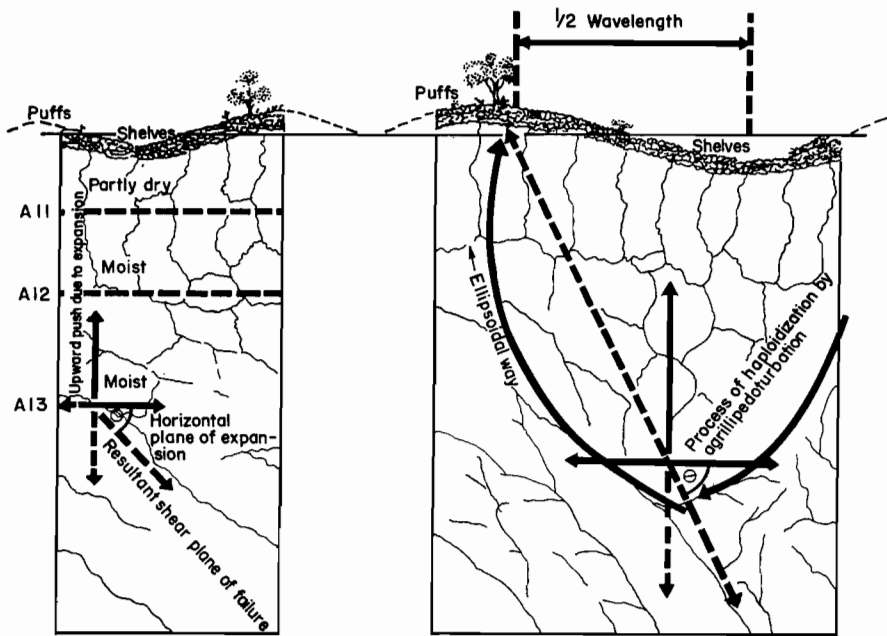 Puffs
Shelves
Partly dry
A11
Upward push due to expansion
Moist
A12
Moist
A13
Θ
Horizontal
plane of expan-
sion
Resultant shear plane of failure
1/2 Wavelength
Puffs
Shelves
Ellipsoidal way
Process of haploidization by
agrillipedoturbation
Θ